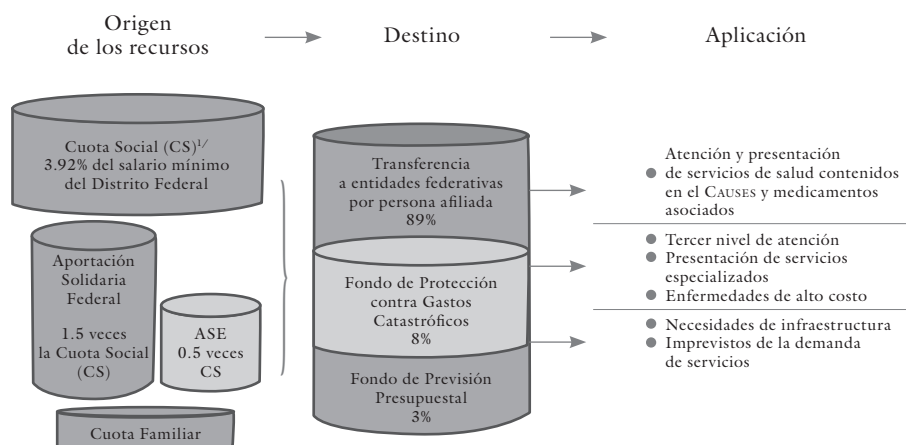 Origen
de los recursos
Destino
Aplicación
Cuota Social (CS)1/
3.92% del salario mínimo
del Distrito Federal
Aportación
Solidaria
Federal
1.5 veces
la Cuota Social
(CS)
ASE
0.5 veces
CS
Cuota Familiar
Transferencia
a entidades federativas
por persona afiliada
89%
Fondo de Protección
contra Gastos
Catastróficos
8%
Fondo de Previsión
Presupuestal
3%
Atención y presentación
● de servicios de salud contenidos
en el CAUSES y medicamentos
asociados
● Tercer nivel de atención
● Presentación de servicios
especializados
● Enfermedades de alto costo
● Necesidades de infraestructura
● Imprevistos de la demanda
de servicios